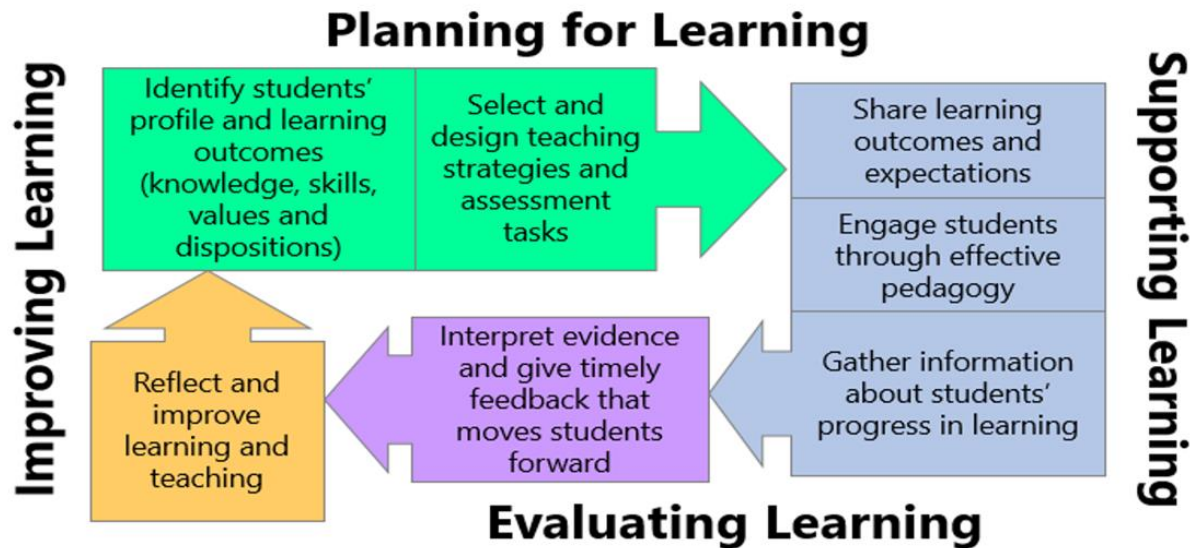 Planning for Learning
Improving Learning
Identify students’
profile and learning
outcomes
(knowledge, skills,
values and
dispositions)
Select and
design teaching
strategies and
assessment
tasks
Share learning
outcomes and
expectations
Engage students
through effective
pedagogy
Gather information
about students’
progress in learning
Supporting Learning
Interpret evidence
and give timely
feedback that
moves students
forward
Reflect and
improve
learning and
teaching
Evaluating Learning